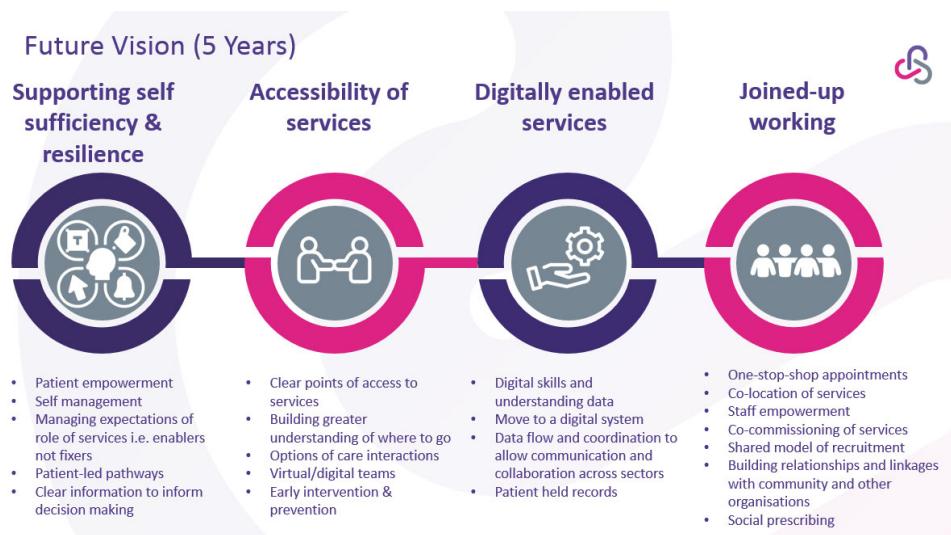 Future Vision (5 Years)
Supporting self
sufficiency &
resilience
• Patient empowerment
• Self management
• Managing expectations of
role of services i.e. enablers
not fixers
• Patient-led pathways
• Clear information to inform
decision making
Accessibility of
services
• Clear points of access to
services
• Building greater
understanding of where to go
• Options of care interactions
• Virtual/digital teams
• Early intervention &
prevention
Digitally enabled
services
• Digital skills and
understanding data
• Move to a digital system
• Data flow and coordination to
allow communication and
collaboration across sectors
• Patient held records
Joined-up
working
• One-stop-shop appointments
• Co-location of services
• Staff empowerment
• Co-commissioning of services
• Shared model of recruitment
• Building relationships and linkages
with community and other
organisations
• Social prescribing
T